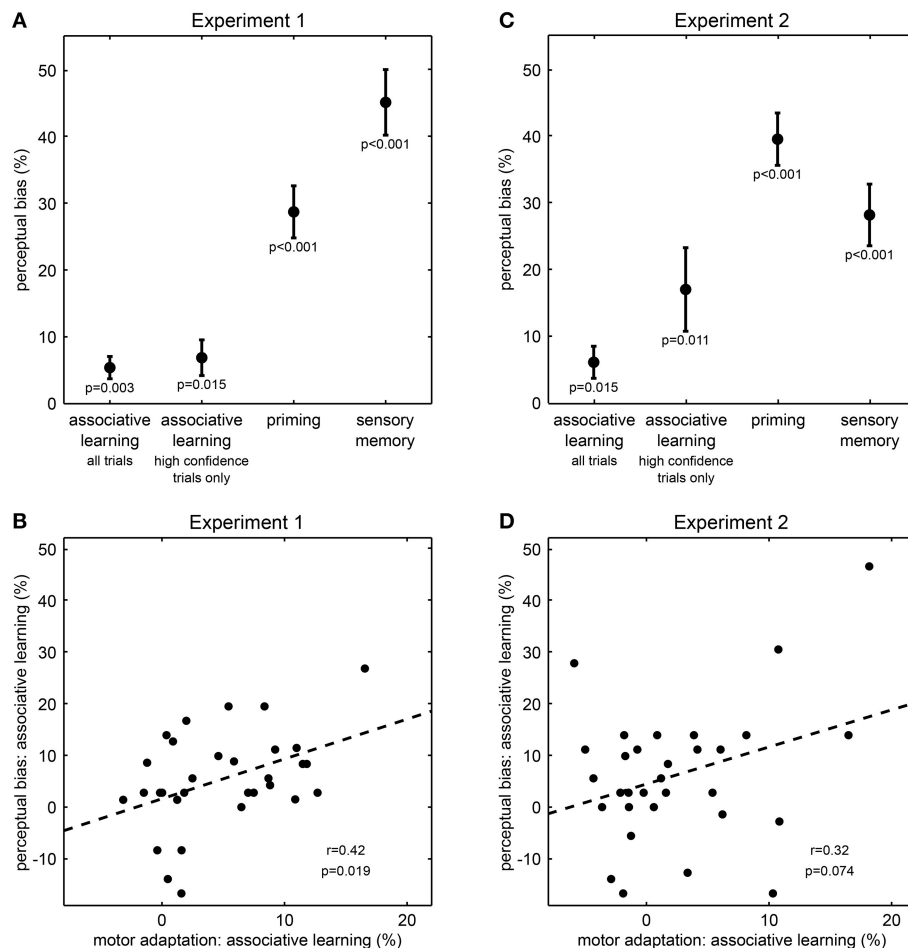 A
Experiment 1
perceptual bias (%)
50
40
30
20
10
0
p=0.003
p=0.015
p<0.001
p<0.001
associative
learning
all trials
associative
learning
high confidence
trials only
priming
sensory
memory
C
Experiment 2
perceptual bias (%)
50
40
30
20
10
0
p=0.015
p=0.011
p<0.001
p<0.001
associative
learning
all trials
associative
learning
high confidence
trials only
priming
sensory
memory
B
Experiment 1
perceptual bias: associative learning (%)
50
40
30
20
10
0
-10
r=0.42
p=0.019
0 10 20
motor adaptation: associative learning (%)
D
Experiment 2
perceptual bias: associative learning (%)
50
40
30
20
10
0
-10
r=0.32
p=0.074
0 10 20
motor adaptation: associative learning (%)